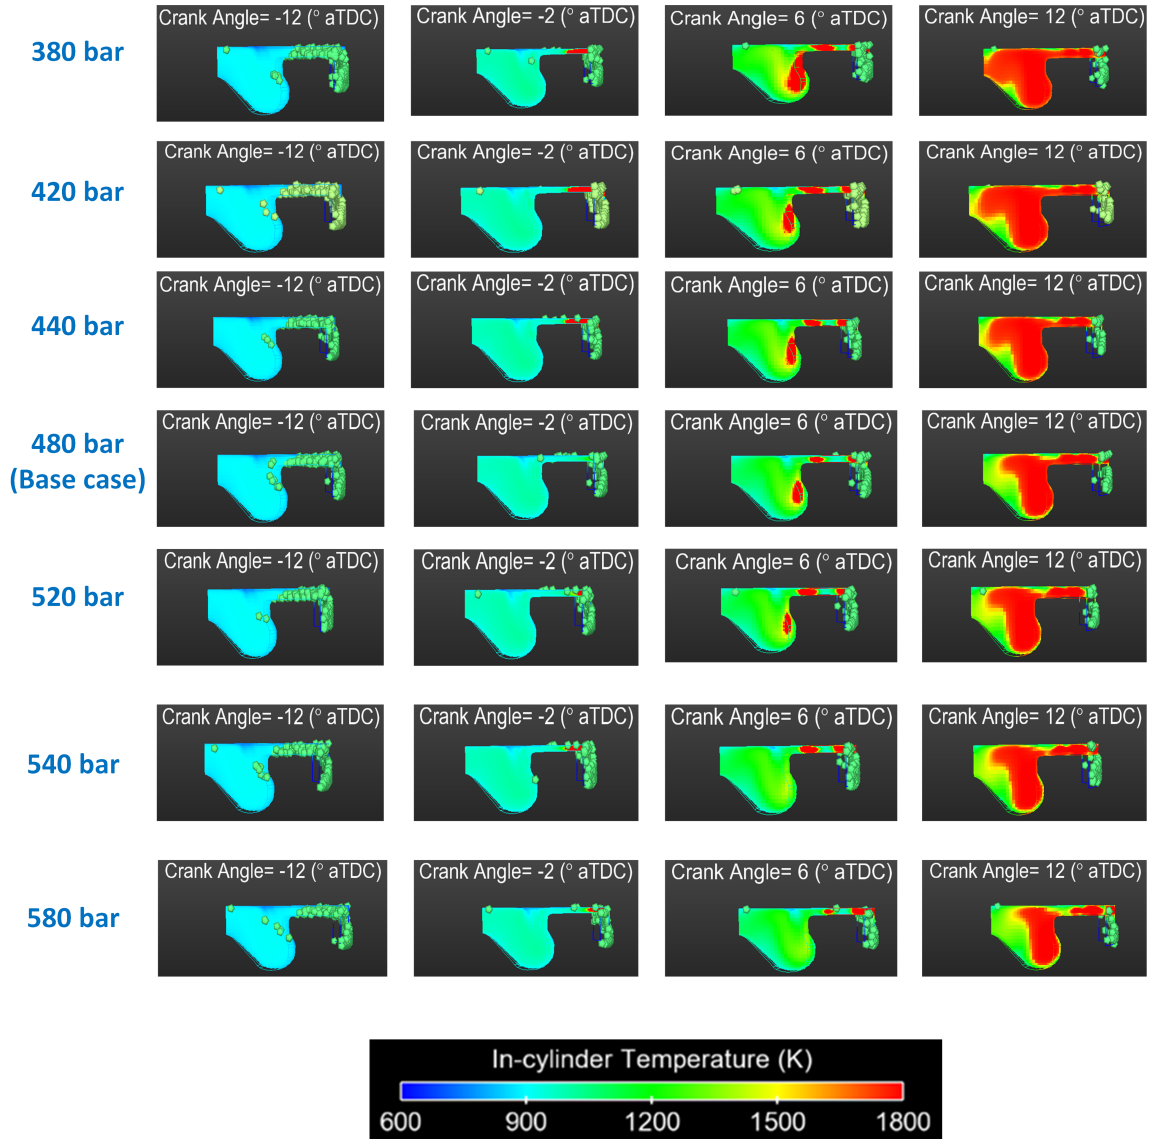 380 bar
Crank Angle= -12 (° aTDC)
Crank Angle= -2 (° aTDC)
Crank Angle= 6 (° aTDC)
Crank Angle= 12 (° aTDC)
420 bar
Crank Angle= -12 (° aTDC)
Crank Angle= -2 (° aTDC)
Crank Angle= 6 (° aTDC)
Crank Angle= 12 (° aTDC)
440 bar
Crank Angle= -12 (° aTDC)
Crank Angle= -2 (° aTDC)
Crank Angle= 6 (° aTDC)
Crank Angle= 12 (° aTDC)
480 bar
(Base case)
Crank Angle= -12 (° aTDC)
Crank Angle= -2 (° aTDC)
Crank Angle= 6 (° aTDC)
Crank Angle= 12 (° aTDC)
520 bar
Crank Angle= -12 (° aTDC)
Crank Angle= -2 (° aTDC)
Crank Angle= 6 (° aTDC)
Crank Angle= 12 (° aTDC)
540 bar
Crank Angle= -12 (° aTDC)
Crank Angle= -2 (° aTDC)
Crank Angle= 6 (° aTDC)
Crank Angle= 12 (° aTDC)
580 bar
Crank Angle= -12 (° aTDC)
Crank Angle= -2 (° aTDC)
Crank Angle= 6 (° aTDC)
Crank Angle= 12 (° aTDC)
In-cylinder Temperature (K)
600 900 1200 1500 1800